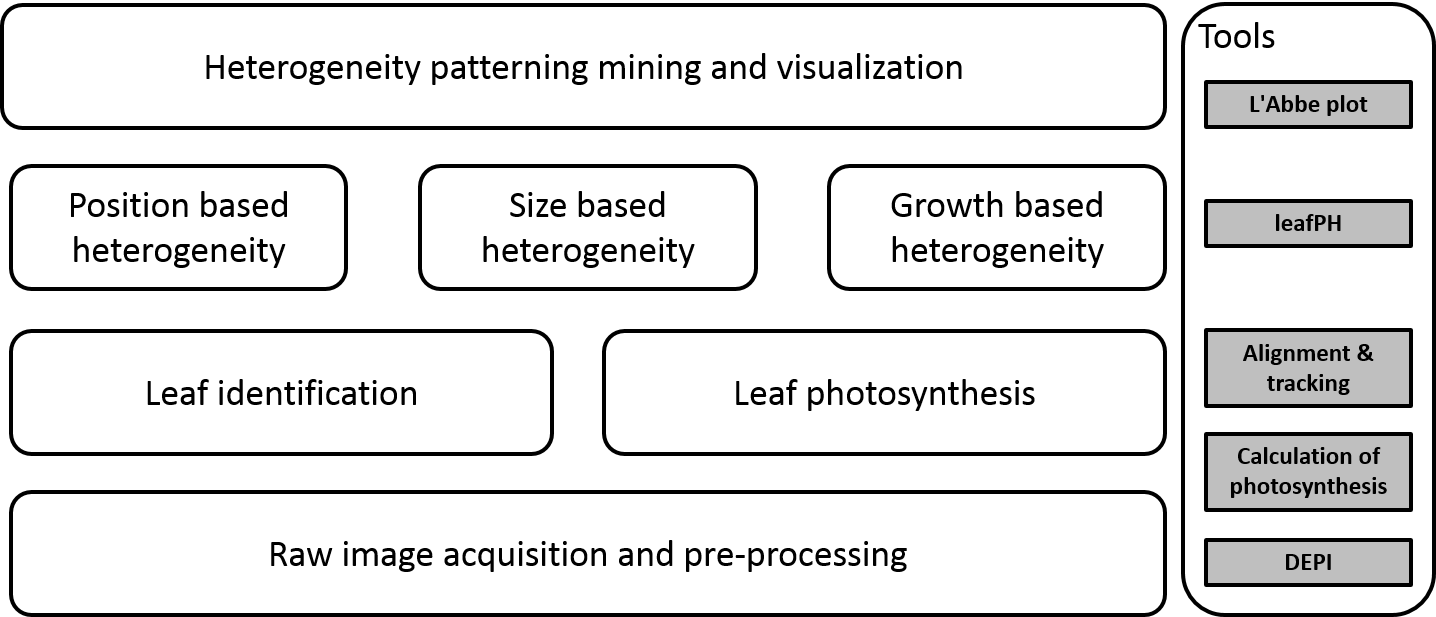 Heterogeneity patterning mining and visualization
Position based
heterogeneity
Size based
heterogeneity
Growth based
heterogeneity
Leaf identification
Leaf photosynthesis
Raw image acquisition and pre-processing
Tools
L'Abbe plot
leafPH
Alignment &
tracking
Calculation of
photosynthesis
DEPI